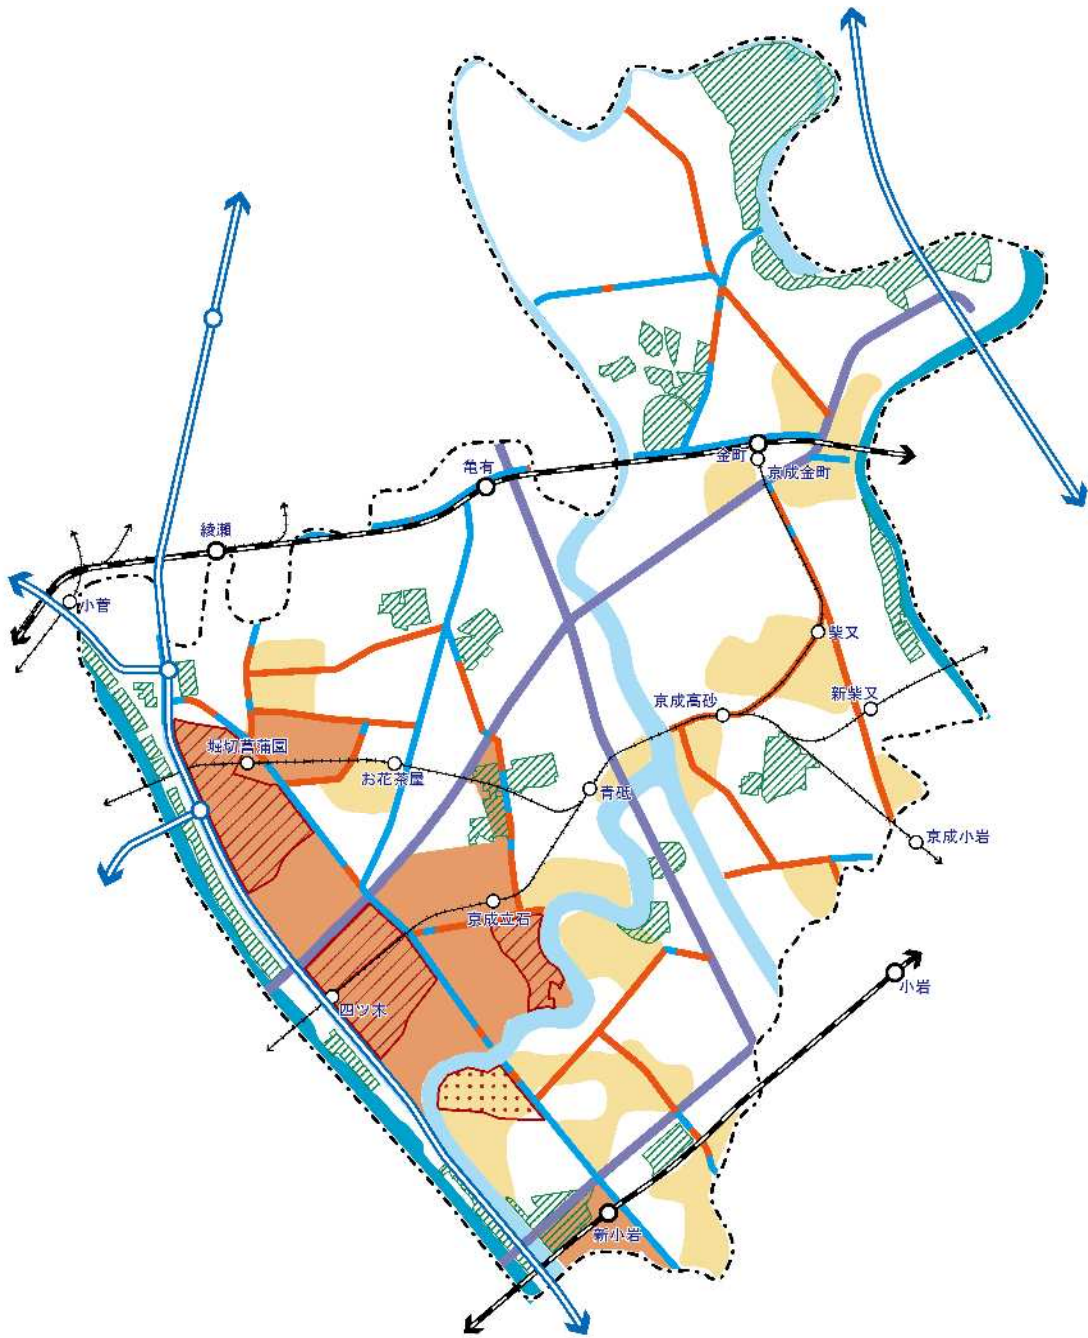 金町
京成金町
亀有
綾瀬
小菅
柴又
新柴又
京成高砂
堀切菖蒲園
お花茶屋
青砥
京成小岩
京成立石
小岩
四ツ木
新小岩